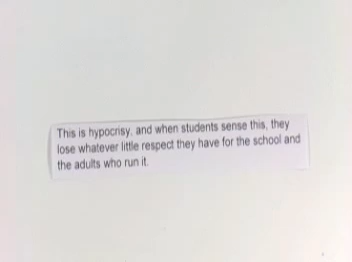 This is hypocrisy, and when students sense this, they
lose whatever little respect they have for the school and
the adults who run it.